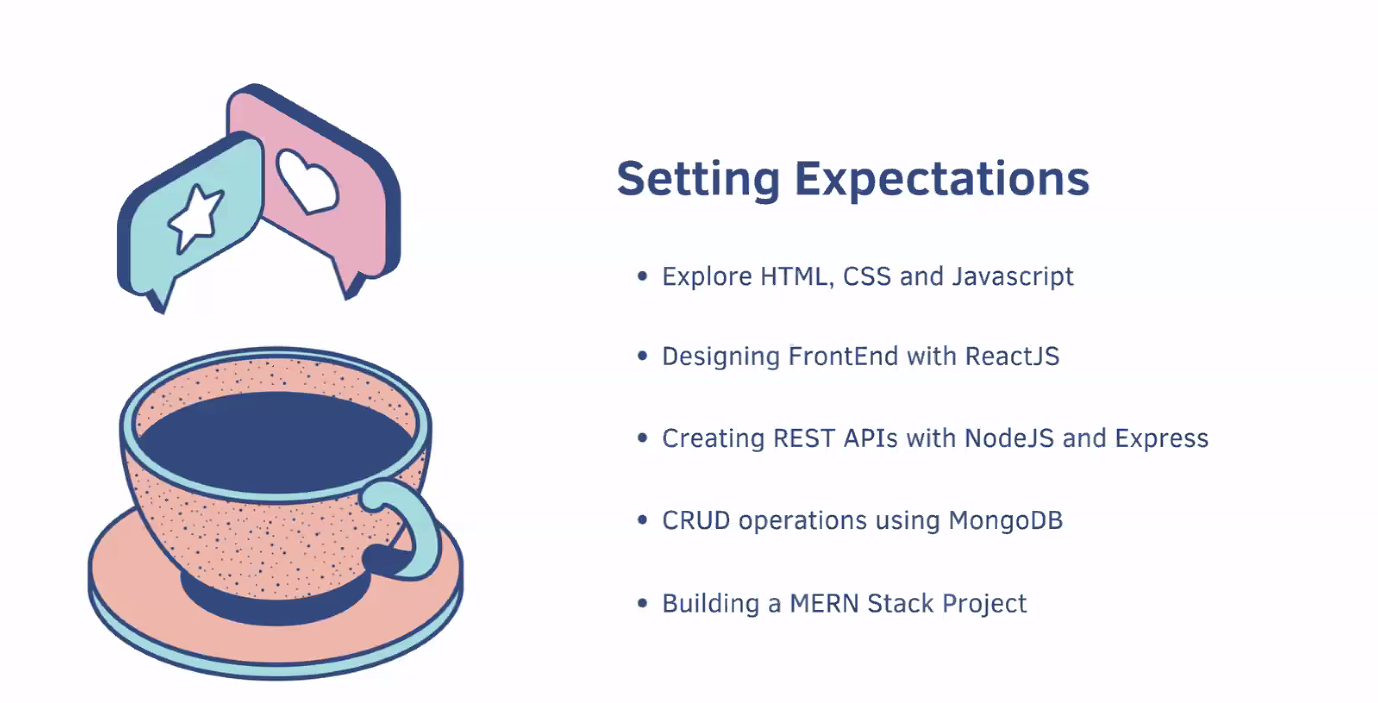 Setting Expectations
• Explore HTML, CSS and Javascript
• Designing FrontEnd with ReactJS
• Creating REST APIs with NodeJS and Express
• CRUD operations using MongoDB
• Building a MERN Stack Project